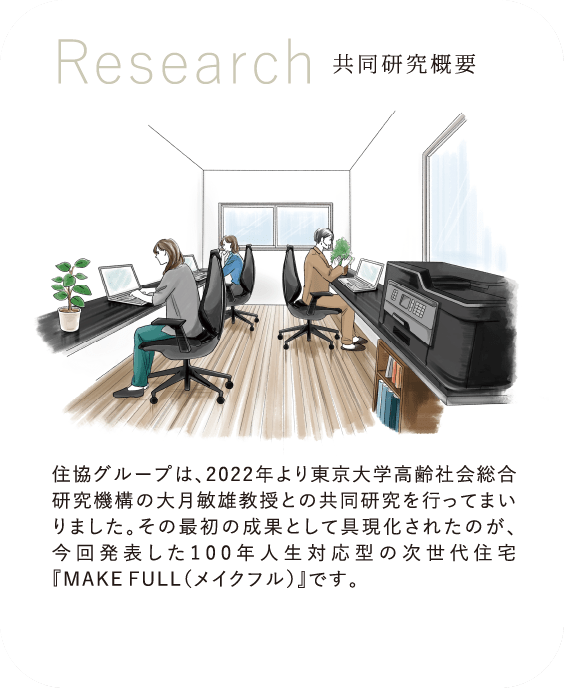 Research 共同研究概要
住協グループは、2022年より東京大学高齢社会総合
研究機構の大月敏雄教授との共同研究を行ってまい
りました。その最初の成果として具現化されたのが、
今回発表した100年人生対応型の次世代住宅
『MAKE FULL（メイクフル）』です。